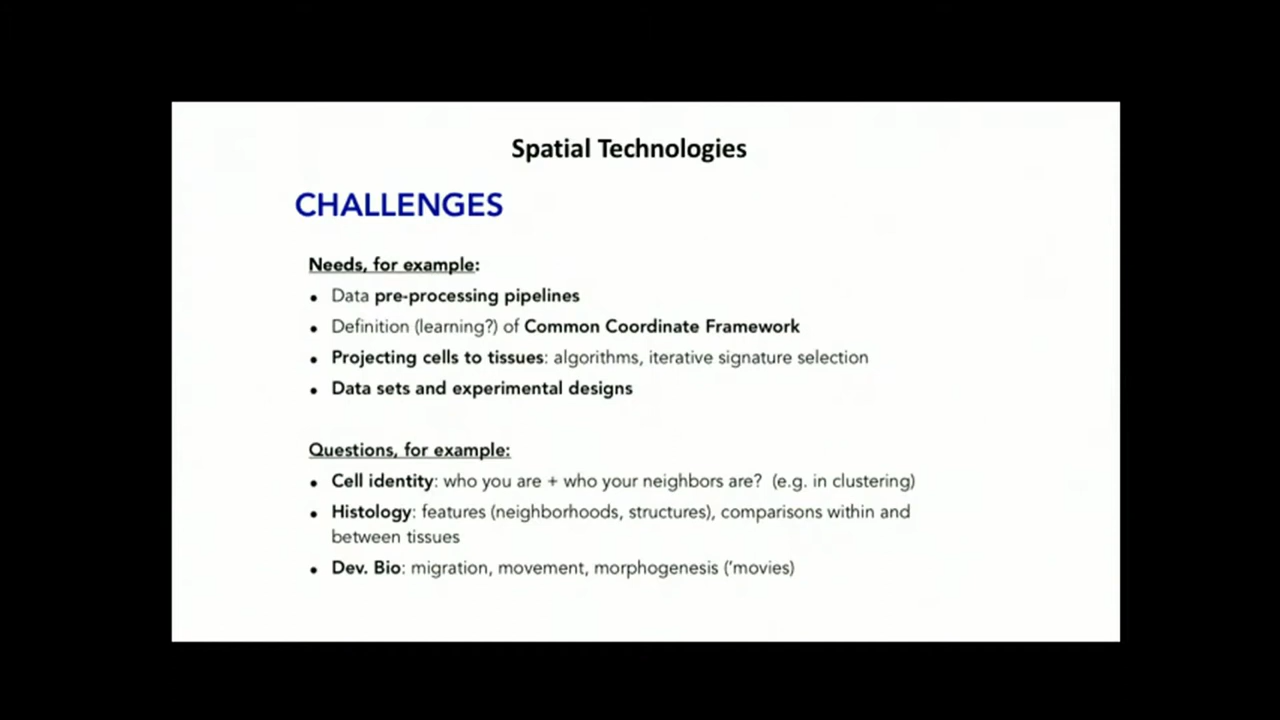 Spatial Technologies
CHALLENGES
Needs, for example:
• Data pre-processing pipelines
• Definition (learning?) of Common Coordinate Framework
• Projecting cells to tissues: algorithms, iterative signature selection
• Data sets and experimental designs
Questions, for example:
• Cell identity: who you are + who your neighbors are? (e.g. in clustering)
• Histology: features (neighborhoods, structures), comparisons within and
between tissues
• Dev. Bio: migration, movement, morphogenesis (‘movies)